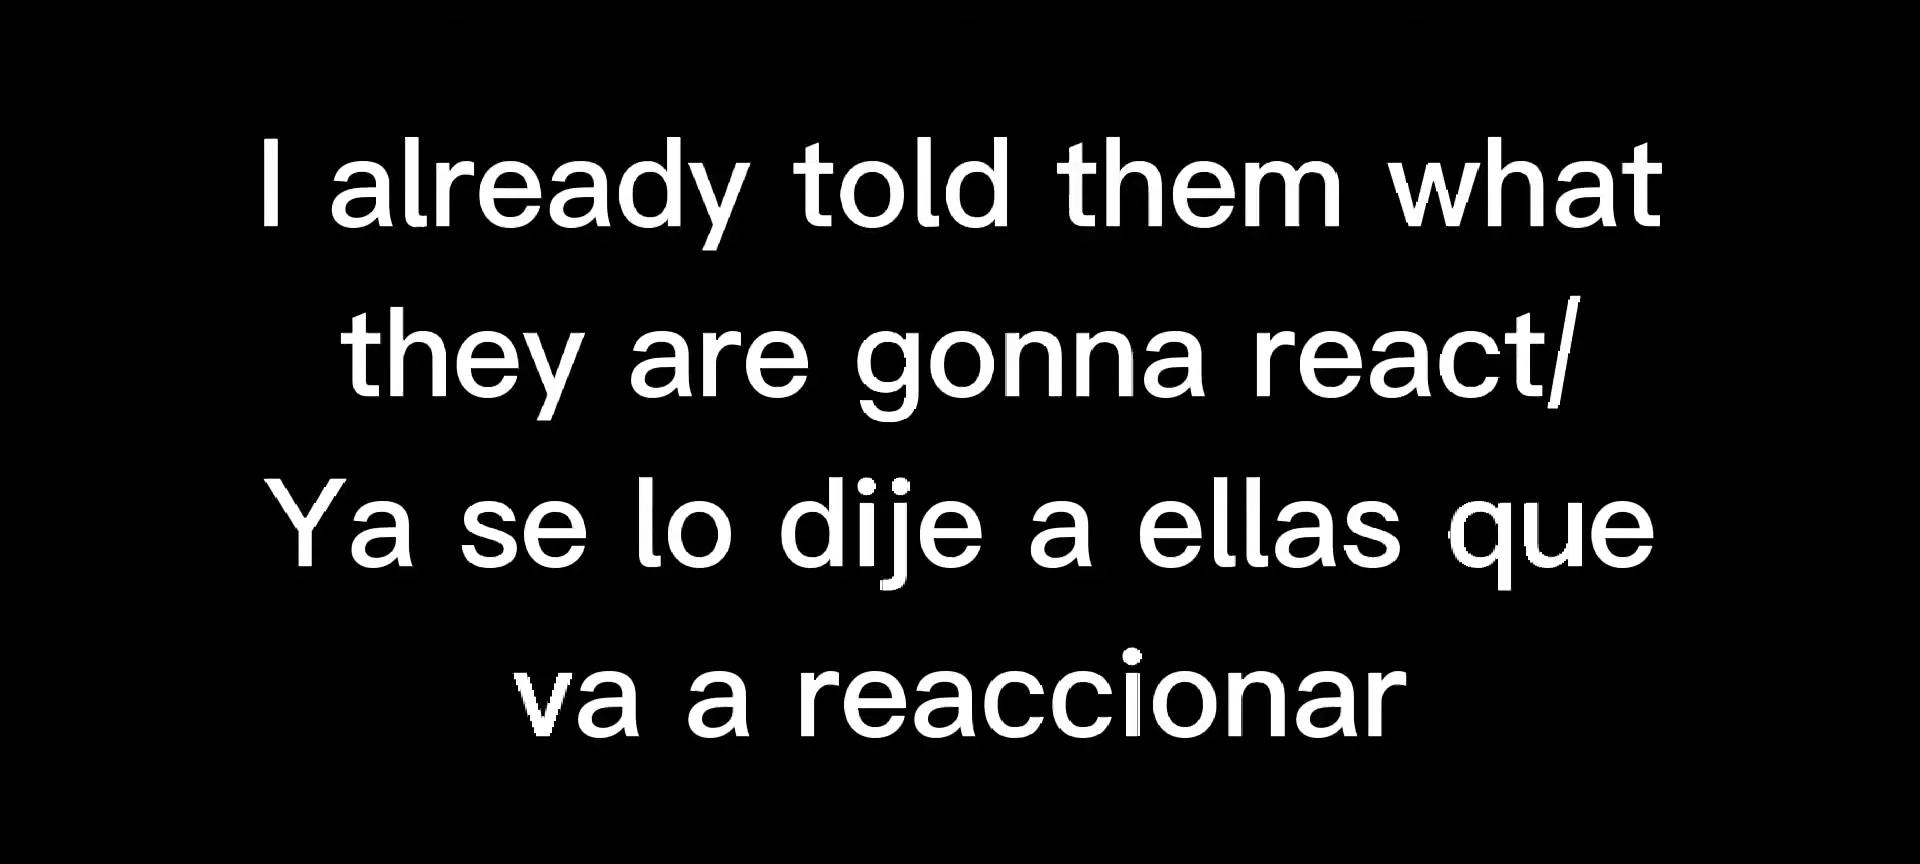 I already told them what
they are gonna react/
Ya se lo dije a ellas que
va a reaccionar